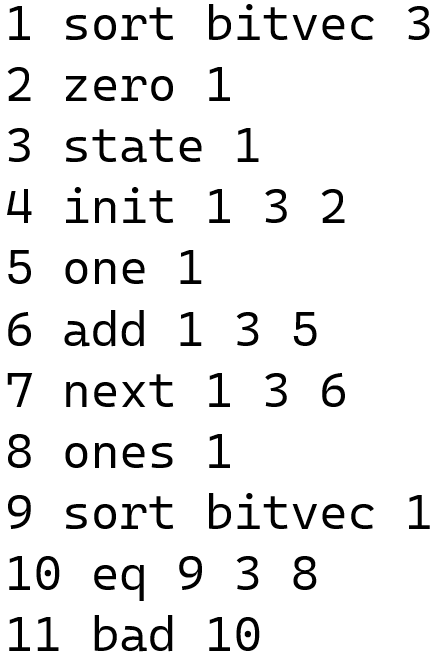 1 sort bitvec 3
2 zero 1
3 state 1
4 init 1 3 2
5 one 1
6 add 1 3 5
7 next 1 3 6
8 ones 1
9 sort bitvec 1
10 eq 9 3 8
11 bad 10